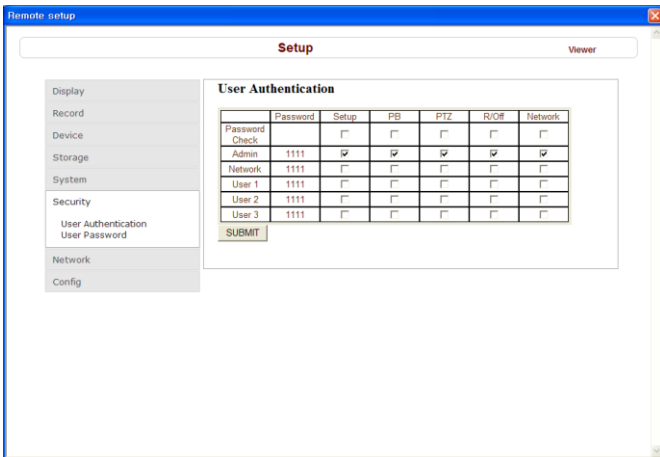 Remote setup
Setup
Viewer
Display
Record
Device
Storage
System
Security
User Authentication
User Password
Network
Config
User Authentication
Password Setup PB PTZ R/Off Network
Password
Check
Admin 1111
Network 1111
User 1 1111
User 2 1111
User 3 1111
SUBMIT